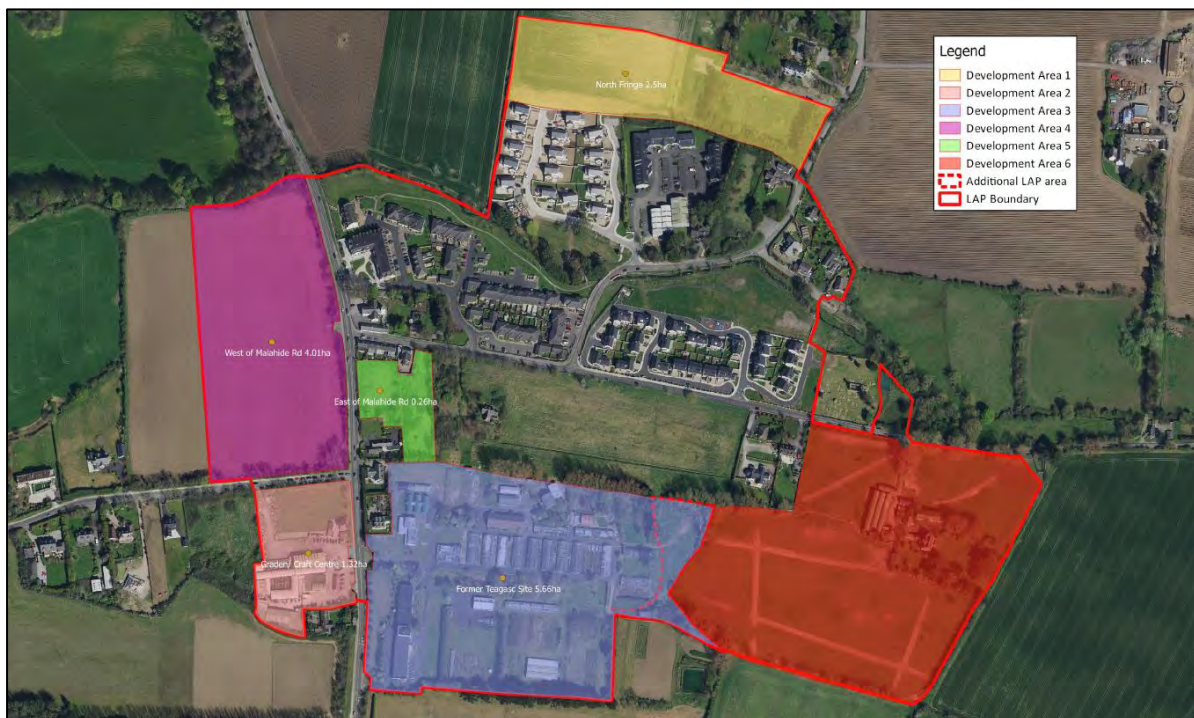 Legend
Development Area 1
Development Area 2
Development Area 3
Development Area 4
Development Area 5
Development Area 6
Additional LAP area
LAP Boundary
North Fringe 2.5ha
West of Malahide Rd 4.01ha
East of Malahide Rd 0.26ha
Graden/ Craft Centre 1.32ha
Former Teagasc Site 5.66ha